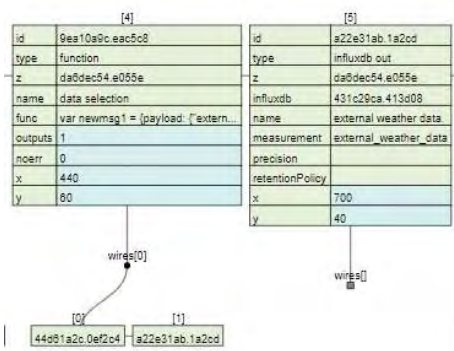 [4]
id 9ea10a9c.eac5c8
type function
z da6dec54.e055e
name data selection
func var newmsg1 = {payload: {"extern...
outputs 1
noerr 0
x 440
y 60
[5]
id a22e31ab.1a2cd
type influxdb out
z da6dec54.e055e
influxdb 431c29ca.413d08
name external weather data
measurement external_weather_data
precision
retentionPolicy
x 700
y 40
wires[0]
wires[]
[0] [1]
44d61a2c.0ef2c4 a22e31ab.1a2cd